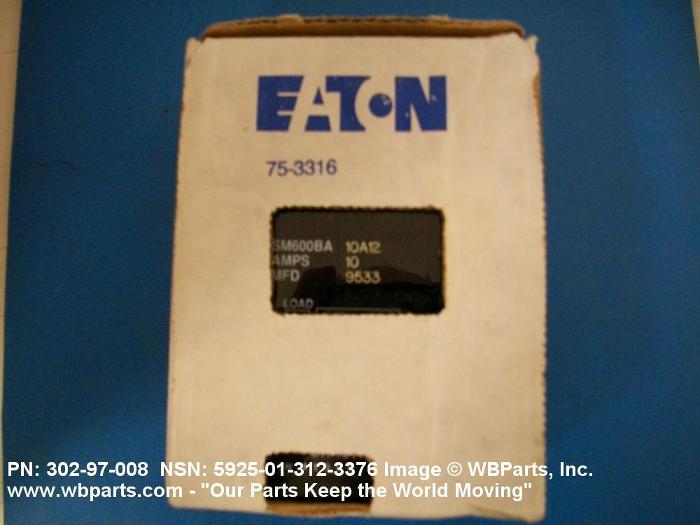 EATON
75-3316
SM600BA 10A12
AMPS 10
MFD 9533
LOAD
PN: 302-97-008 NSN: 5925-01-312-3376 Image © WBParts, Inc.
www.wbparts.com - "Our Parts Keep the World Moving"